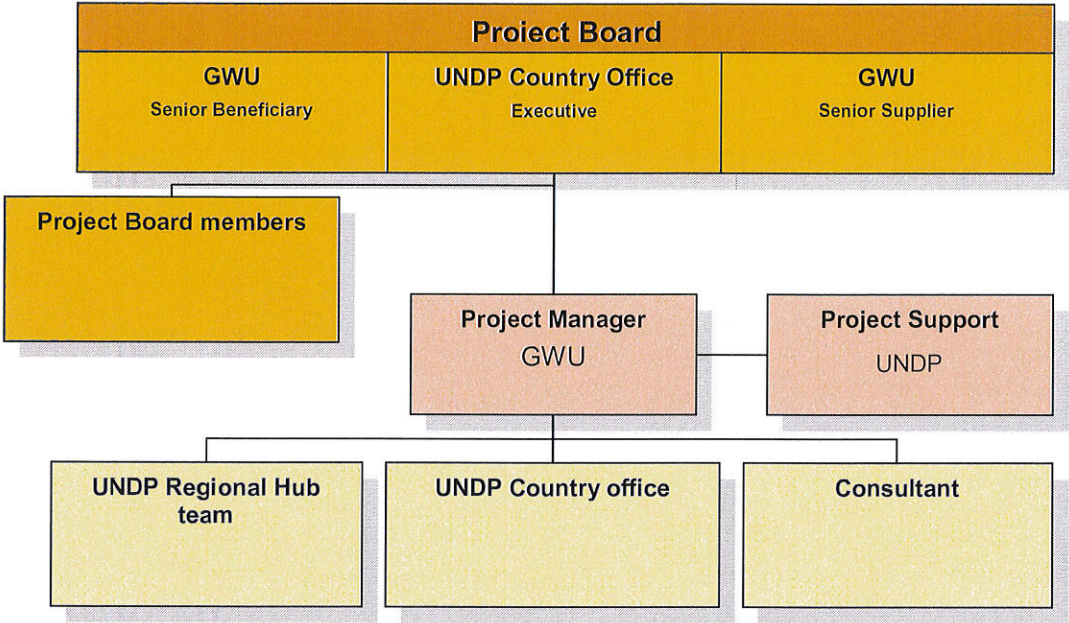 Project Board
GWU
Senior Beneficiary
UNDP Country Office
Executive
GWU
Senior Supplier
Project Board members
Project Manager
GWU
Project Support
UNDP
UNDP Regional Hub
team
UNDP Country office
Consultant